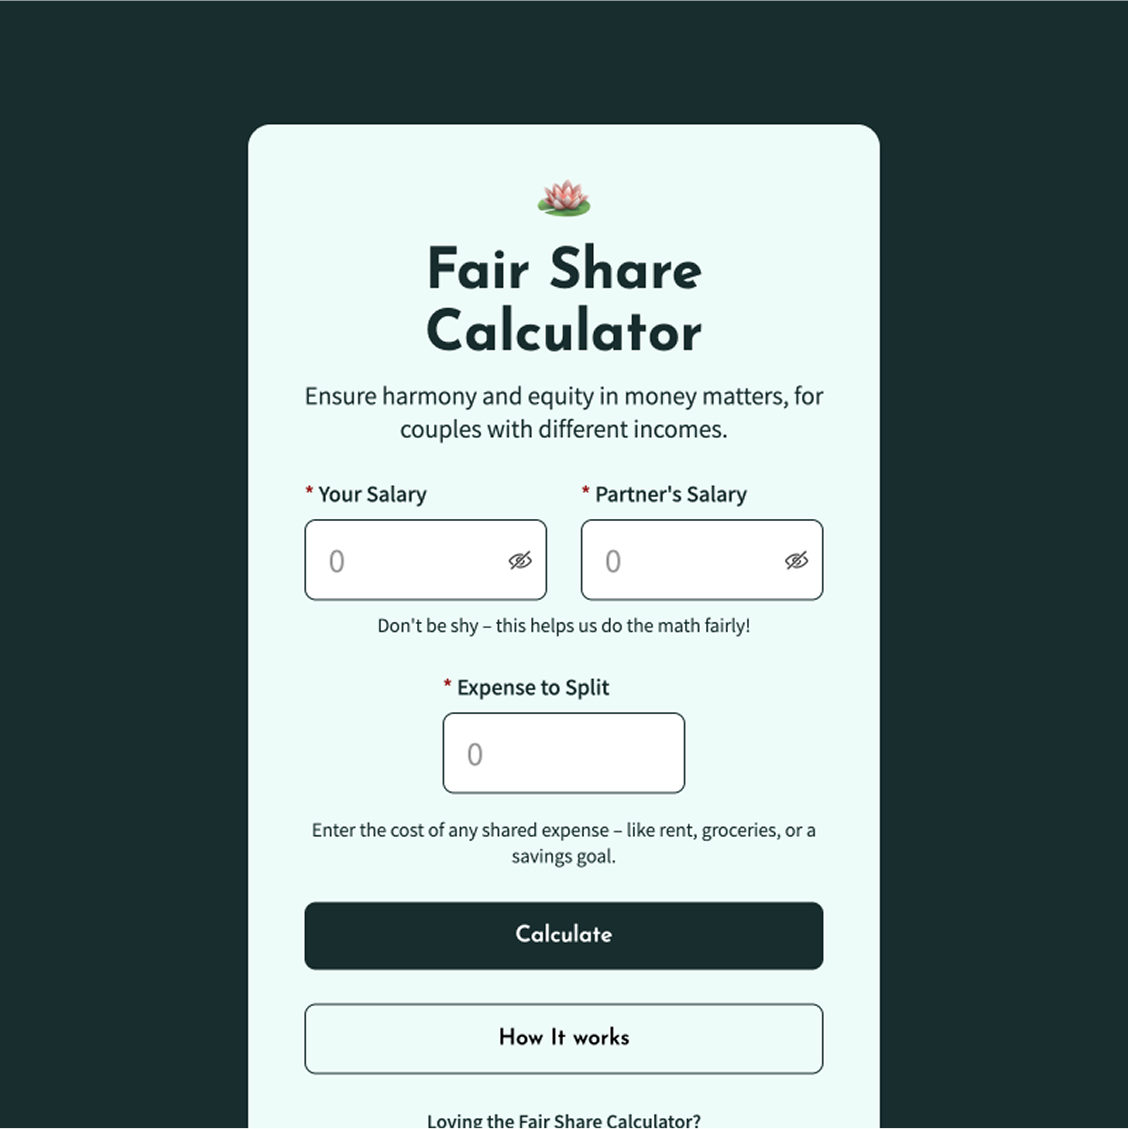 Fair Share
Calculator
Ensure harmony and equity in money matters, for
couples with different incomes.
* Your Salary
* Partner's Salary
0
0
Don't be shy – this helps us do the math fairly!
* Expense to Split
0
Enter the cost of any shared expense – like rent, groceries, or a
savings goal.
Calculate
How It works
Loving the Fair Share Calculator?